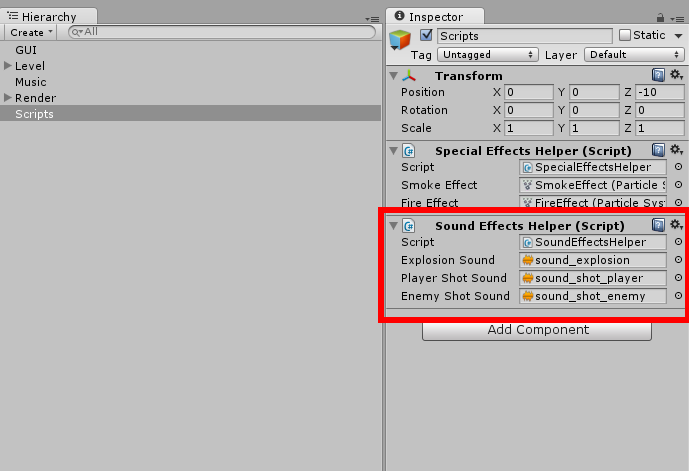 Hierarchy
Create
All
GUI
Level
Music
Render
Scripts
Inspector
Scripts
Static
Tag Untagged Layer Default
Transform
Position X 0 Y 0 Z -10
Rotation X 0 Y 0 Z 0
Scale X 1 Y 1 Z 1
Special Effects Helper (Script)
Script SpecialEffectsHelper
Smoke Effect SmokeEffect (Particle S
Fire Effect FireEffect (Particle Sys
Sound Effects Helper (Script)
Script SoundEffectsHelper
Explosion Sound sound_explosion
Player Shot Sound sound_shot_player
Enemy Shot Sound sound_shot_enemy
Add Component